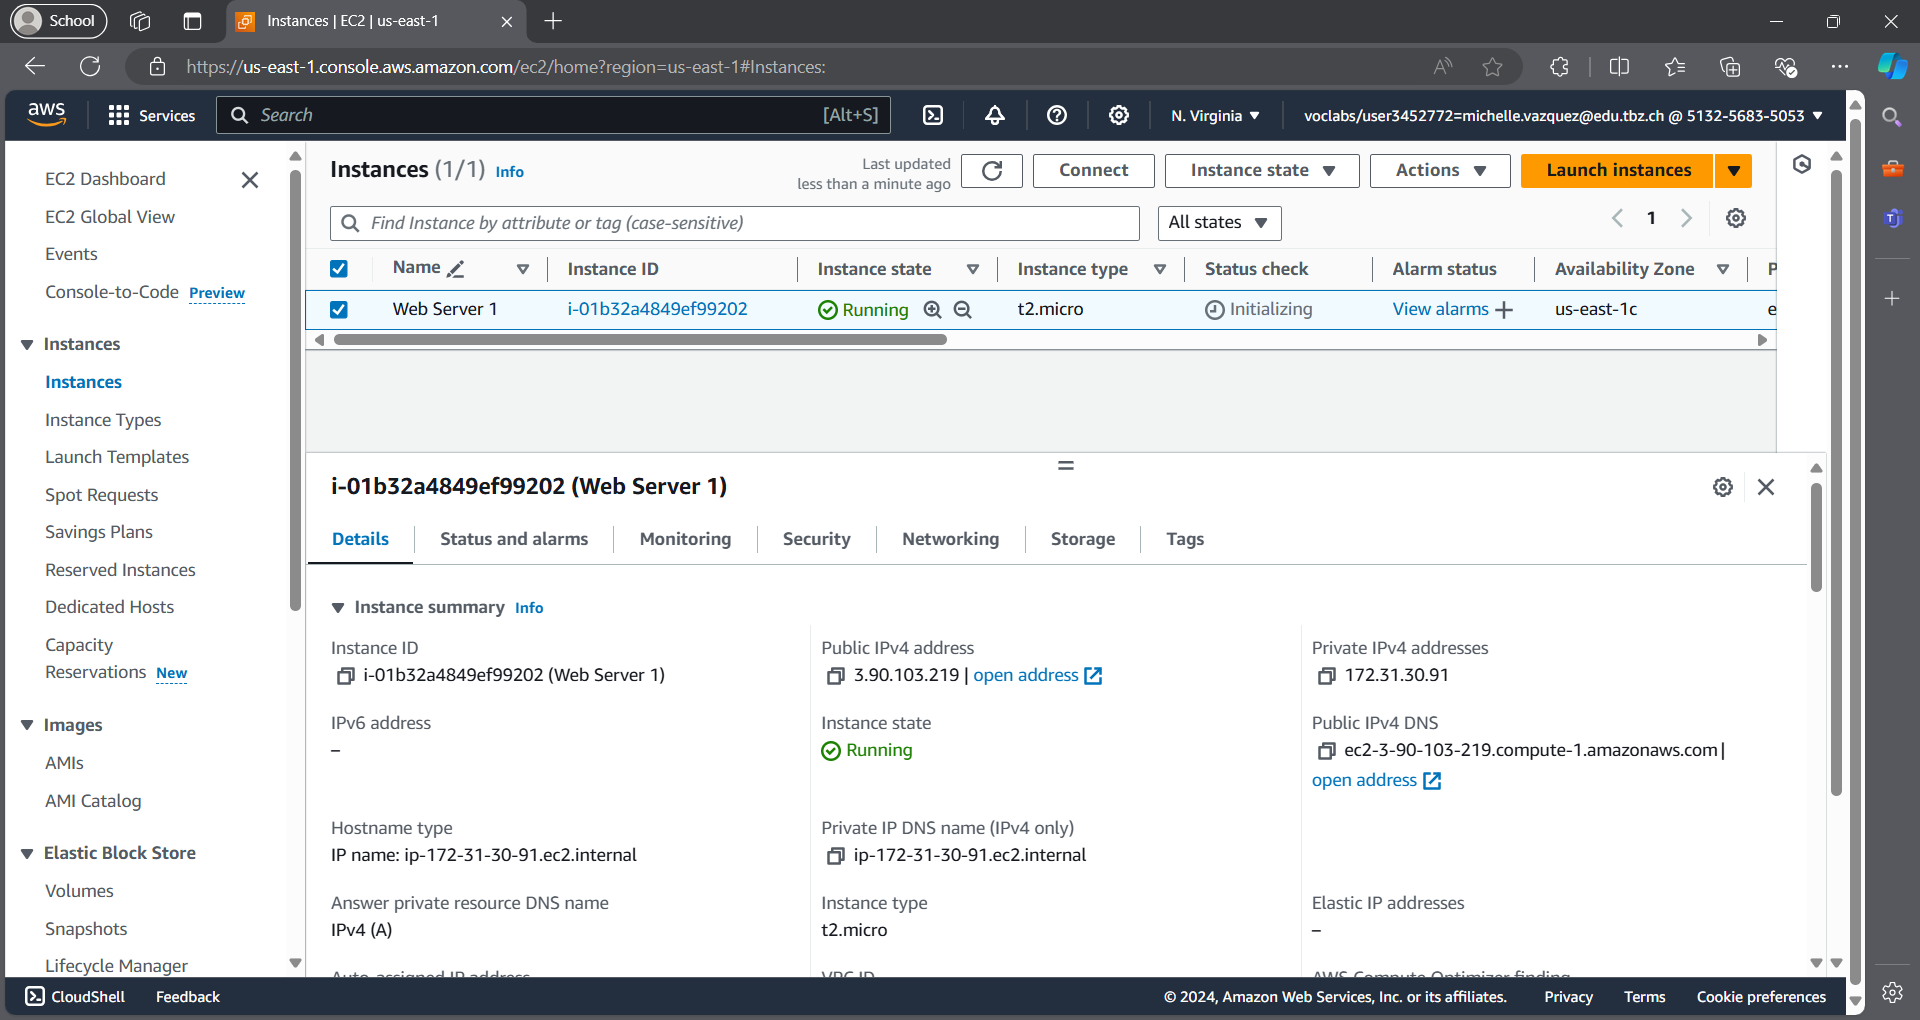 School
Instances | EC2 | us-east-1
https://us-east-1.console.aws.amazon.com/ec2/home?region=us-east-1#Instances:
aws
Services
Search
[Alt+S]
N. Virginia
voclabs/user3452772=michelle.vazquez@edu.tbz.ch @ 5132-5683-5053
EC2 Dashboard
EC2 Global View
Events
Console-to-Code Preview
Instances
Instances
Instance Types
Launch Templates
Spot Requests
Savings Plans
Reserved Instances
Dedicated Hosts
Capacity
Reservations New
Images
AMIs
AMI Catalog
Elastic Block Store
Volumes
Snapshots
Lifecycle Manager
Instances (1/1) Info
Last updated
less than a minute ago
Connect
Instance state
Actions
Launch instances
Find Instance by attribute or tag (case-sensitive)
All states
1
Name
Instance ID
Instance state
Instance type
Status check
Alarm status
Availability Zone
P
Web Server 1
i-01b32a4849ef99202
Running
t2.micro
Initializing
View alarms
us-east-1c
e
i-01b32a4849ef99202 (Web Server 1)
Details
Status and alarms
Monitoring
Security
Networking
Storage
Tags
Instance summary Info
Instance ID
i-01b32a4849ef99202 (Web Server 1)
Public IPv4 address
3.90.103.219 | open address
Private IPv4 addresses
172.31.30.91
IPv6 address
–
Instance state
Running
Public IPv4 DNS
ec2-3-90-103-219.compute-1.amazonaws.com |
open address
Hostname type
IP name: ip-172-31-30-91.ec2.internal
Private IP DNS name (IPv4 only)
ip-172-31-30-91.ec2.internal
Answer private resource DNS name
IPv4 (A)
Instance type
t2.micro
Elastic IP addresses
–
Auto-assigned IP address
VPC ID
AWS Compute Optimizer finding
CloudShell
Feedback
© 2024, Amazon Web Services, Inc. or its affiliates.
Privacy
Terms
Cookie preferences